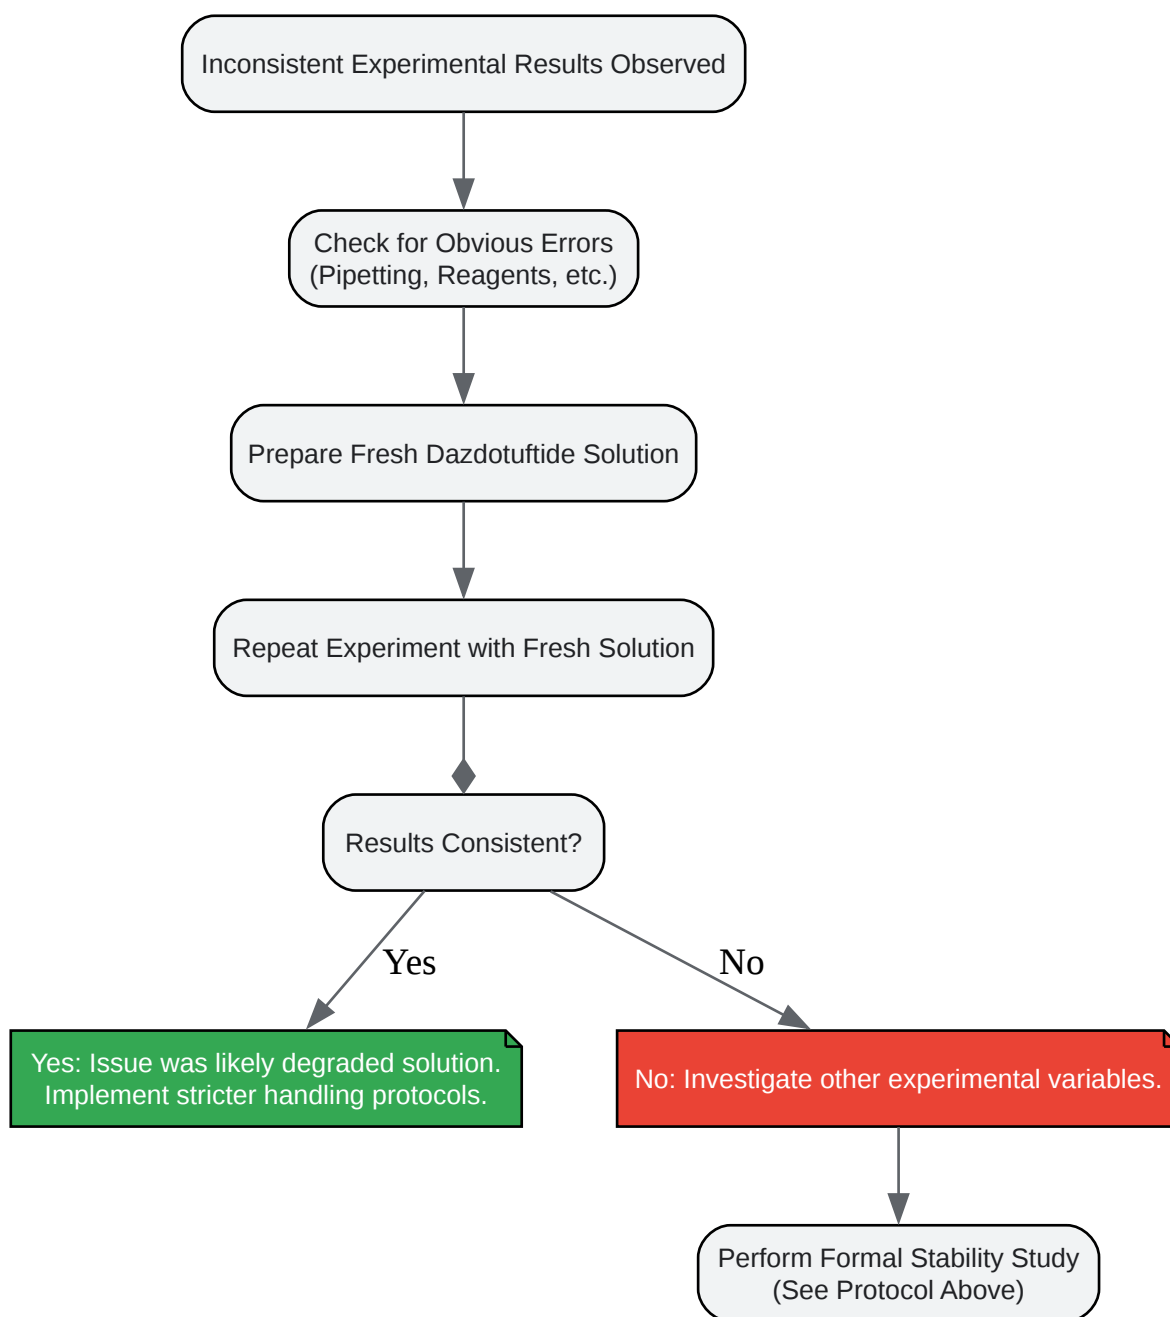 Inconsistent Experimental Results Observed
Check for Obvious Errors
(Pipetting, Reagents, etc.)
Prepare Fresh Dazdotuftide Solution
Repeat Experiment with Fresh Solution
Results Consistent?
Yes
No
Yes: Issue was likely degraded solution.
Implement stricter handling protocols.
No: Investigate other experimental variables.
Perform Formal Stability Study
(See Protocol Above)